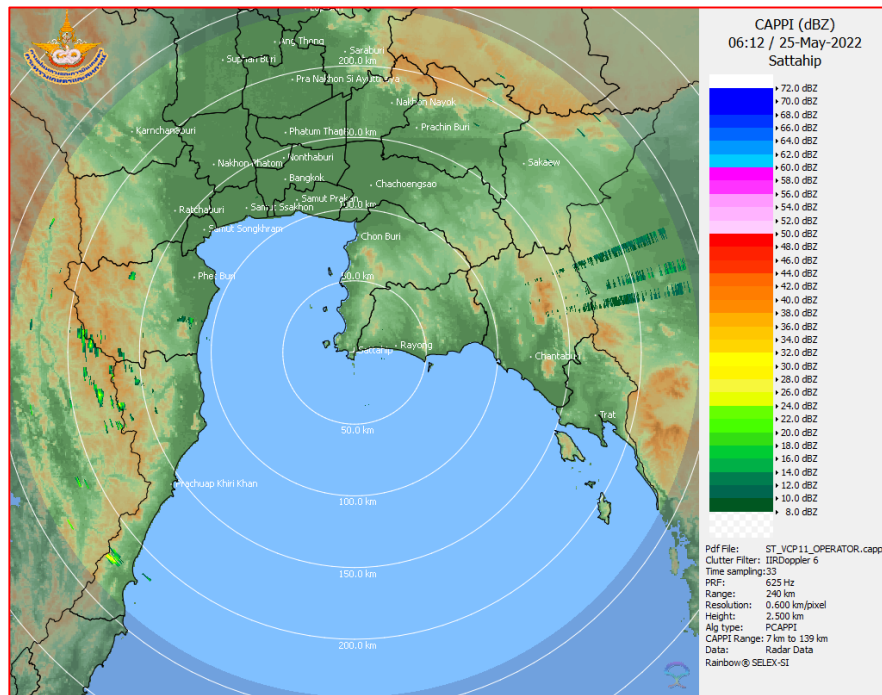 CAPPI (dBZ)
06:12 / 25-May-2022
Sattahip
72.0 dBZ
70.0 dBZ
68.0 dBZ
66.0 dBZ
64.0 dBZ
62.0 dBZ
60.0 dBZ
58.0 dBZ
56.0 dBZ
54.0 dBZ
52.0 dBZ
50.0 dBZ
48.0 dBZ
46.0 dBZ
44.0 dBZ
42.0 dBZ
40.0 dBZ
38.0 dBZ
36.0 dBZ
34.0 dBZ
32.0 dBZ
30.0 dBZ
28.0 dBZ
26.0 dBZ
24.0 dBZ
22.0 dBZ
20.0 dBZ
18.0 dBZ
16.0 dBZ
14.0 dBZ
12.0 dBZ
10.0 dBZ
8.0 dBZ
Pdf File: ST_VCP11_OPERATOR.capp
Clutter Filter: IIRDoppler 6
Time sampling:33
PRF: 625 Hz
Range: 240 km
Resolution: 0.600 km/pixel
Height: 2.500 km
Alg type: PCAPPI
CAPPI Range: 7 km to 139 km
Data: Radar Data
Rainbow® SELEX-SI
Ang Thong
Saraburi
Suphan Buri
200.0 km
Pra Nakhon Si Ayuttaya
Nakhon Nayok
Karnchanaburi
Phatum Thani
Prachin Buri
Nonthaburi
Nakhon Phatom
Sakaew
Bangkok
Chachoengsao
Samut Prakan
Ratchaburi
Samut Ssakhon
Samut Songkhram
Chon Buri
Phet Buri
50.0 km
Sattahip
Rayong
Chantaburi
Trat
50.0 km
Prachuap Khiri Khan
100.0 km
150.0 km
200.0 km